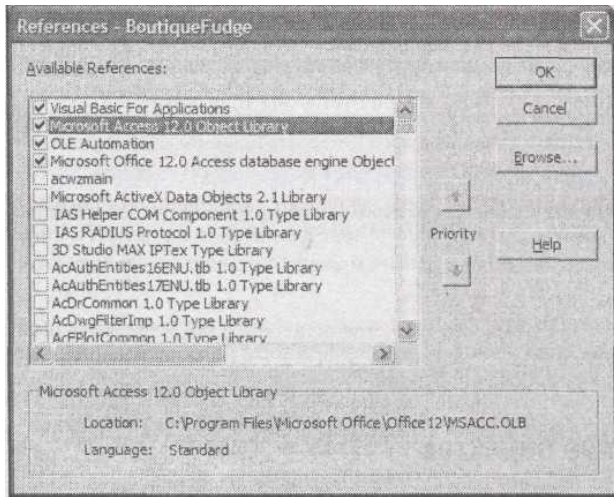 References - BoutiqueFudge
Available References:
Visual Basic For Applications
Microsoft Access 12.0 Object Library
OLE Automation
Microsoft Office 12.0 Access database engine Object
acwzmain
Microsoft ActiveX Data Objects 2.1 Library
IAS Helper COM Component 1.0 Type Library
IAS RADIUS Protocol 1.0 Type Library
3D Studio MAX IPTex Type Library
AcAuthEntities16ENU.tlb 1.0 Type Library
AcAuthEntities17ENU.tlb 1.0 Type Library
AcDrCommon 1.0 Type Library
AcDwgFilterImp 1.0 Type Library
AcEPlotCommon 1.0 Type Library
OK
Cancel
Browse...
Priority
Help
Microsoft Access 12.0 Object Library
Location: C:\Program Files\Microsoft Office\Office12\MSACC.OLB
Language: Standard